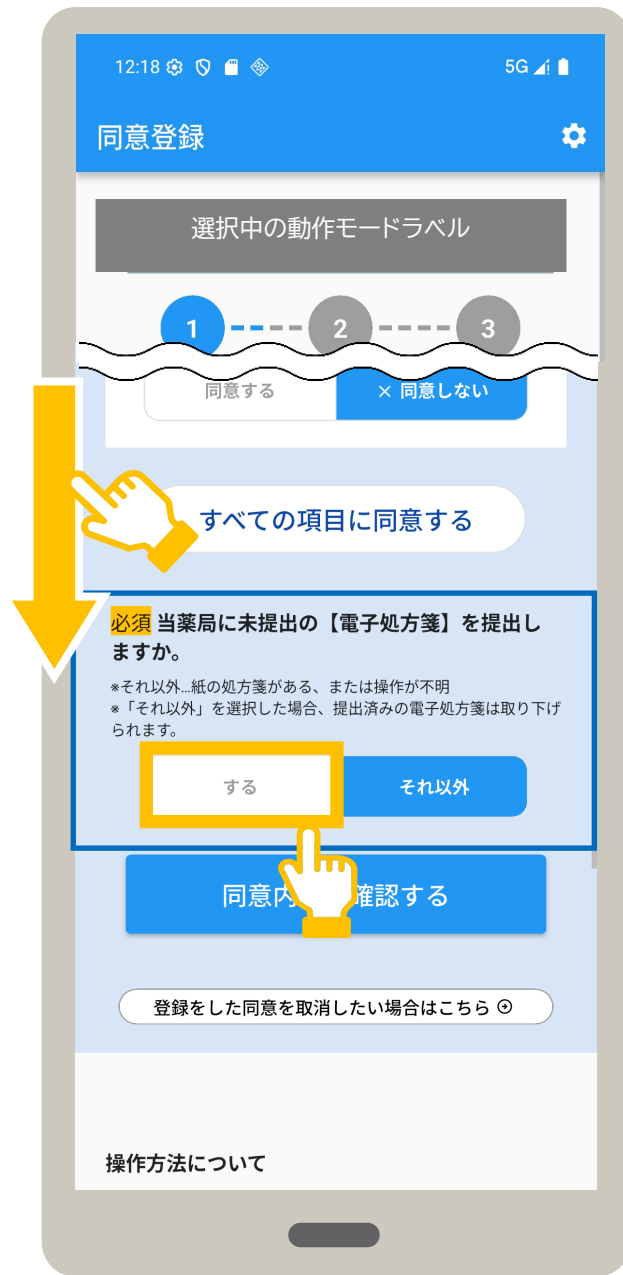 12:18 5G
同意登録
選択中の動作モードラベル
1 2 3
同意する × 同意しない
すべての項目に同意する
必須 当薬局に未提出の【電子処方箋】を提出し
ますか。
*それ以外…紙の処方箋がある、または操作が不明
*「それ以外」を選択した場合、提出済みの電子処方箋は取り下げ
られます。
する それ以外
同意内 確認する
登録をした同意を取消したい場合はこちら
操作方法について